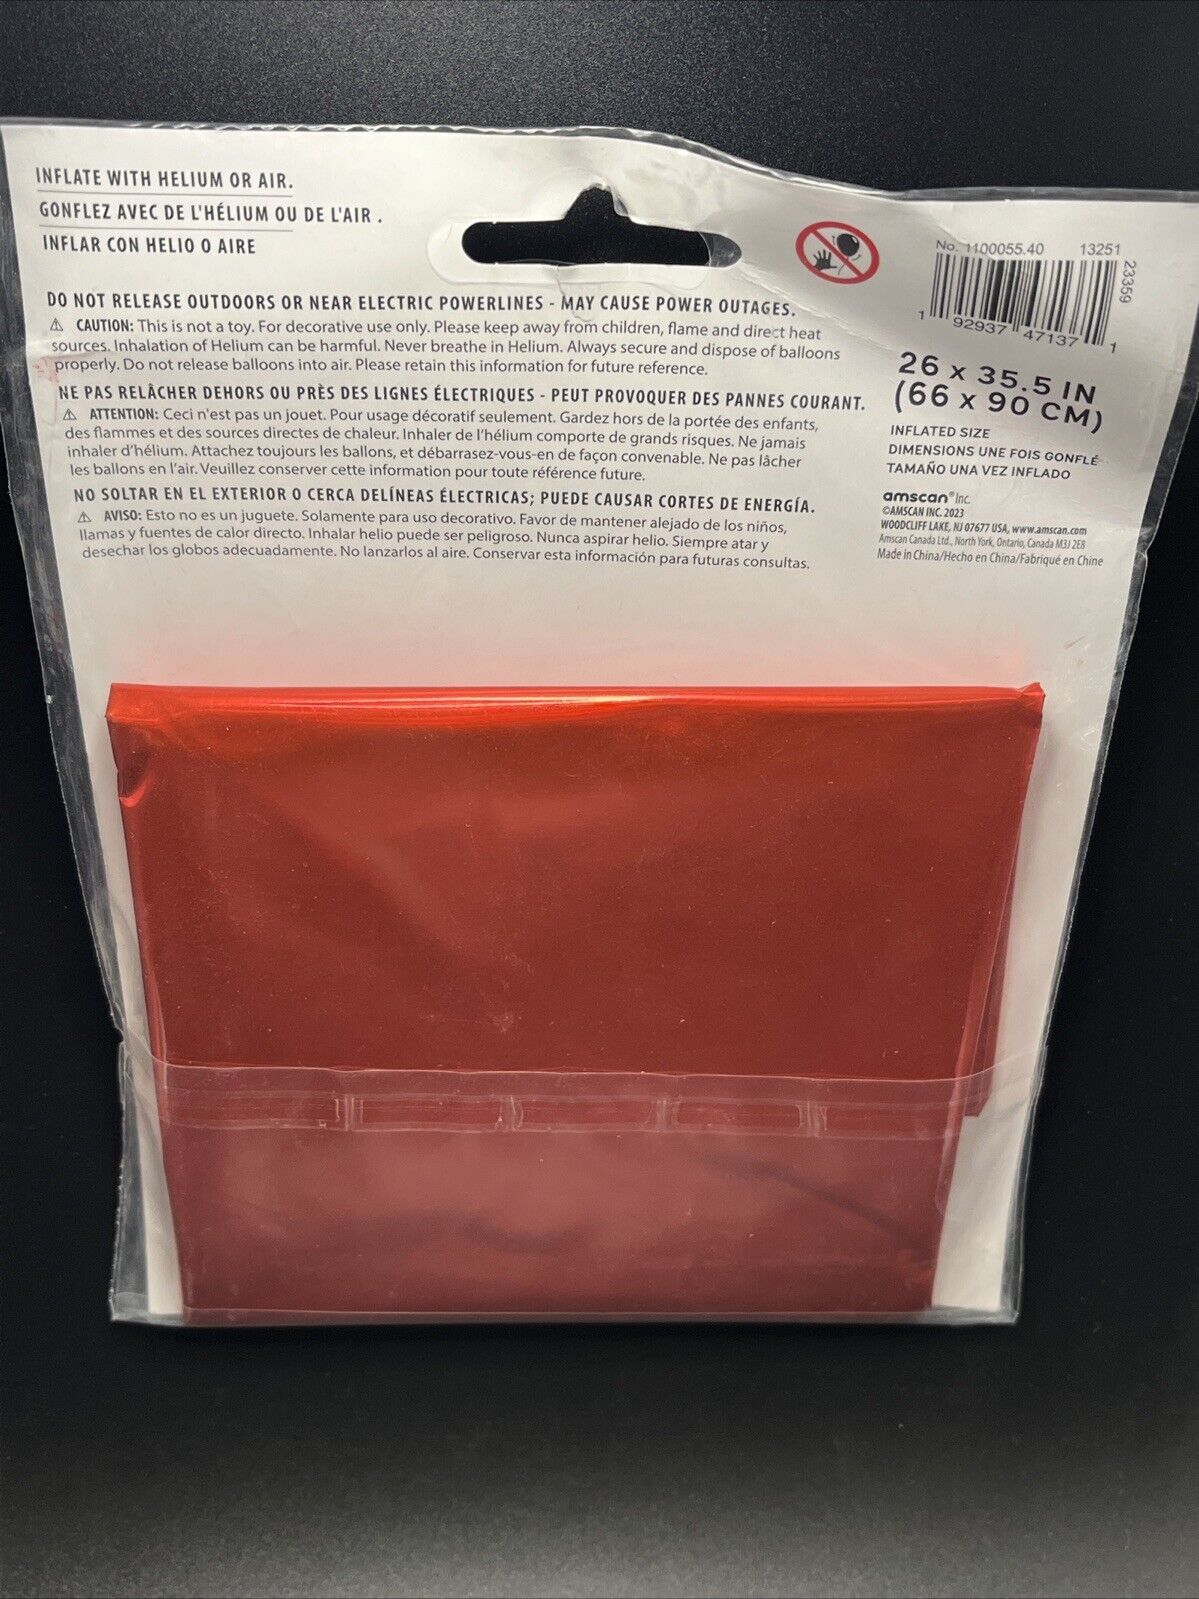 INFLATE WITH HELIUM OR AIR.
GONFLEZ AVEC DE L'HÉLIUM OU DE L'AIR .
INFLAR CON HELIO O AIRE
DO NOT RELEASE OUTDOORS OR NEAR ELECTRIC POWERLINES - MAY CAUSE POWER OUTAGES.
⚠ CAUTION: This is not a toy. For decorative use only. Please keep away from children, flame and direct heat
sources. Inhalation of Helium can be harmful. Never breathe in Helium. Always secure and dispose of balloons
properly. Do not release balloons into air. Please retain this information for future reference.
NE PAS RELÂCHER DEHORS OU PRÈS DES LIGNES ÉLECTRIQUES - PEUT PROVOQUER DES PANNES COURANT.
⚠ ATTENTION: Ceci n'est pas un jouet. Pour usage décoratif seulement. Gardez hors de la portée des enfants,
des flammes et des sources directes de chaleur. Inhaler de l'hélium comporte de grands risques. Ne jamais
inhaler d'hélium. Attachez toujours les ballons, et débarrasez-vous-en de façon convenable. Ne pas lâcher
les ballons en l'air. Veuillez conserver cette information pour toute référence future.
NO SOLTAR EN EL EXTERIOR O CERCA DELÍNEAS ÉLECTRICAS; PUEDE CAUSAR CORTES DE ENERGÍA.
⚠ AVISO: Esto no es un juguete. Solamente para uso decorativo. Favor de mantener alejado de los niños,
llamas y fuentes de calor directo. Inhalar helio puede ser peligroso. Nunca aspirar helio. Siempre atar y
desechar los globos adecuadamente. No lanzarlos al aire. Conservar esta información para futuras consultas.
No. 1100055.40 13251
23359
1 92937 47137 1
26 x 35.5 IN
(66 x 90 CM)
INFLATED SIZE
DIMENSIONS UNE FOIS GONFLÉ
TAMAÑO UNA VEZ INFLADO
amscan® Inc.
©AMSCAN INC. 2023
WOODCLIFF LAKE, NJ 07677 USA, www.amscan.com
Amscan Canada Ltd., North York, Ontario, Canada M3J 2E8
Made in China/Hecho en China/Fabriqué en Chine